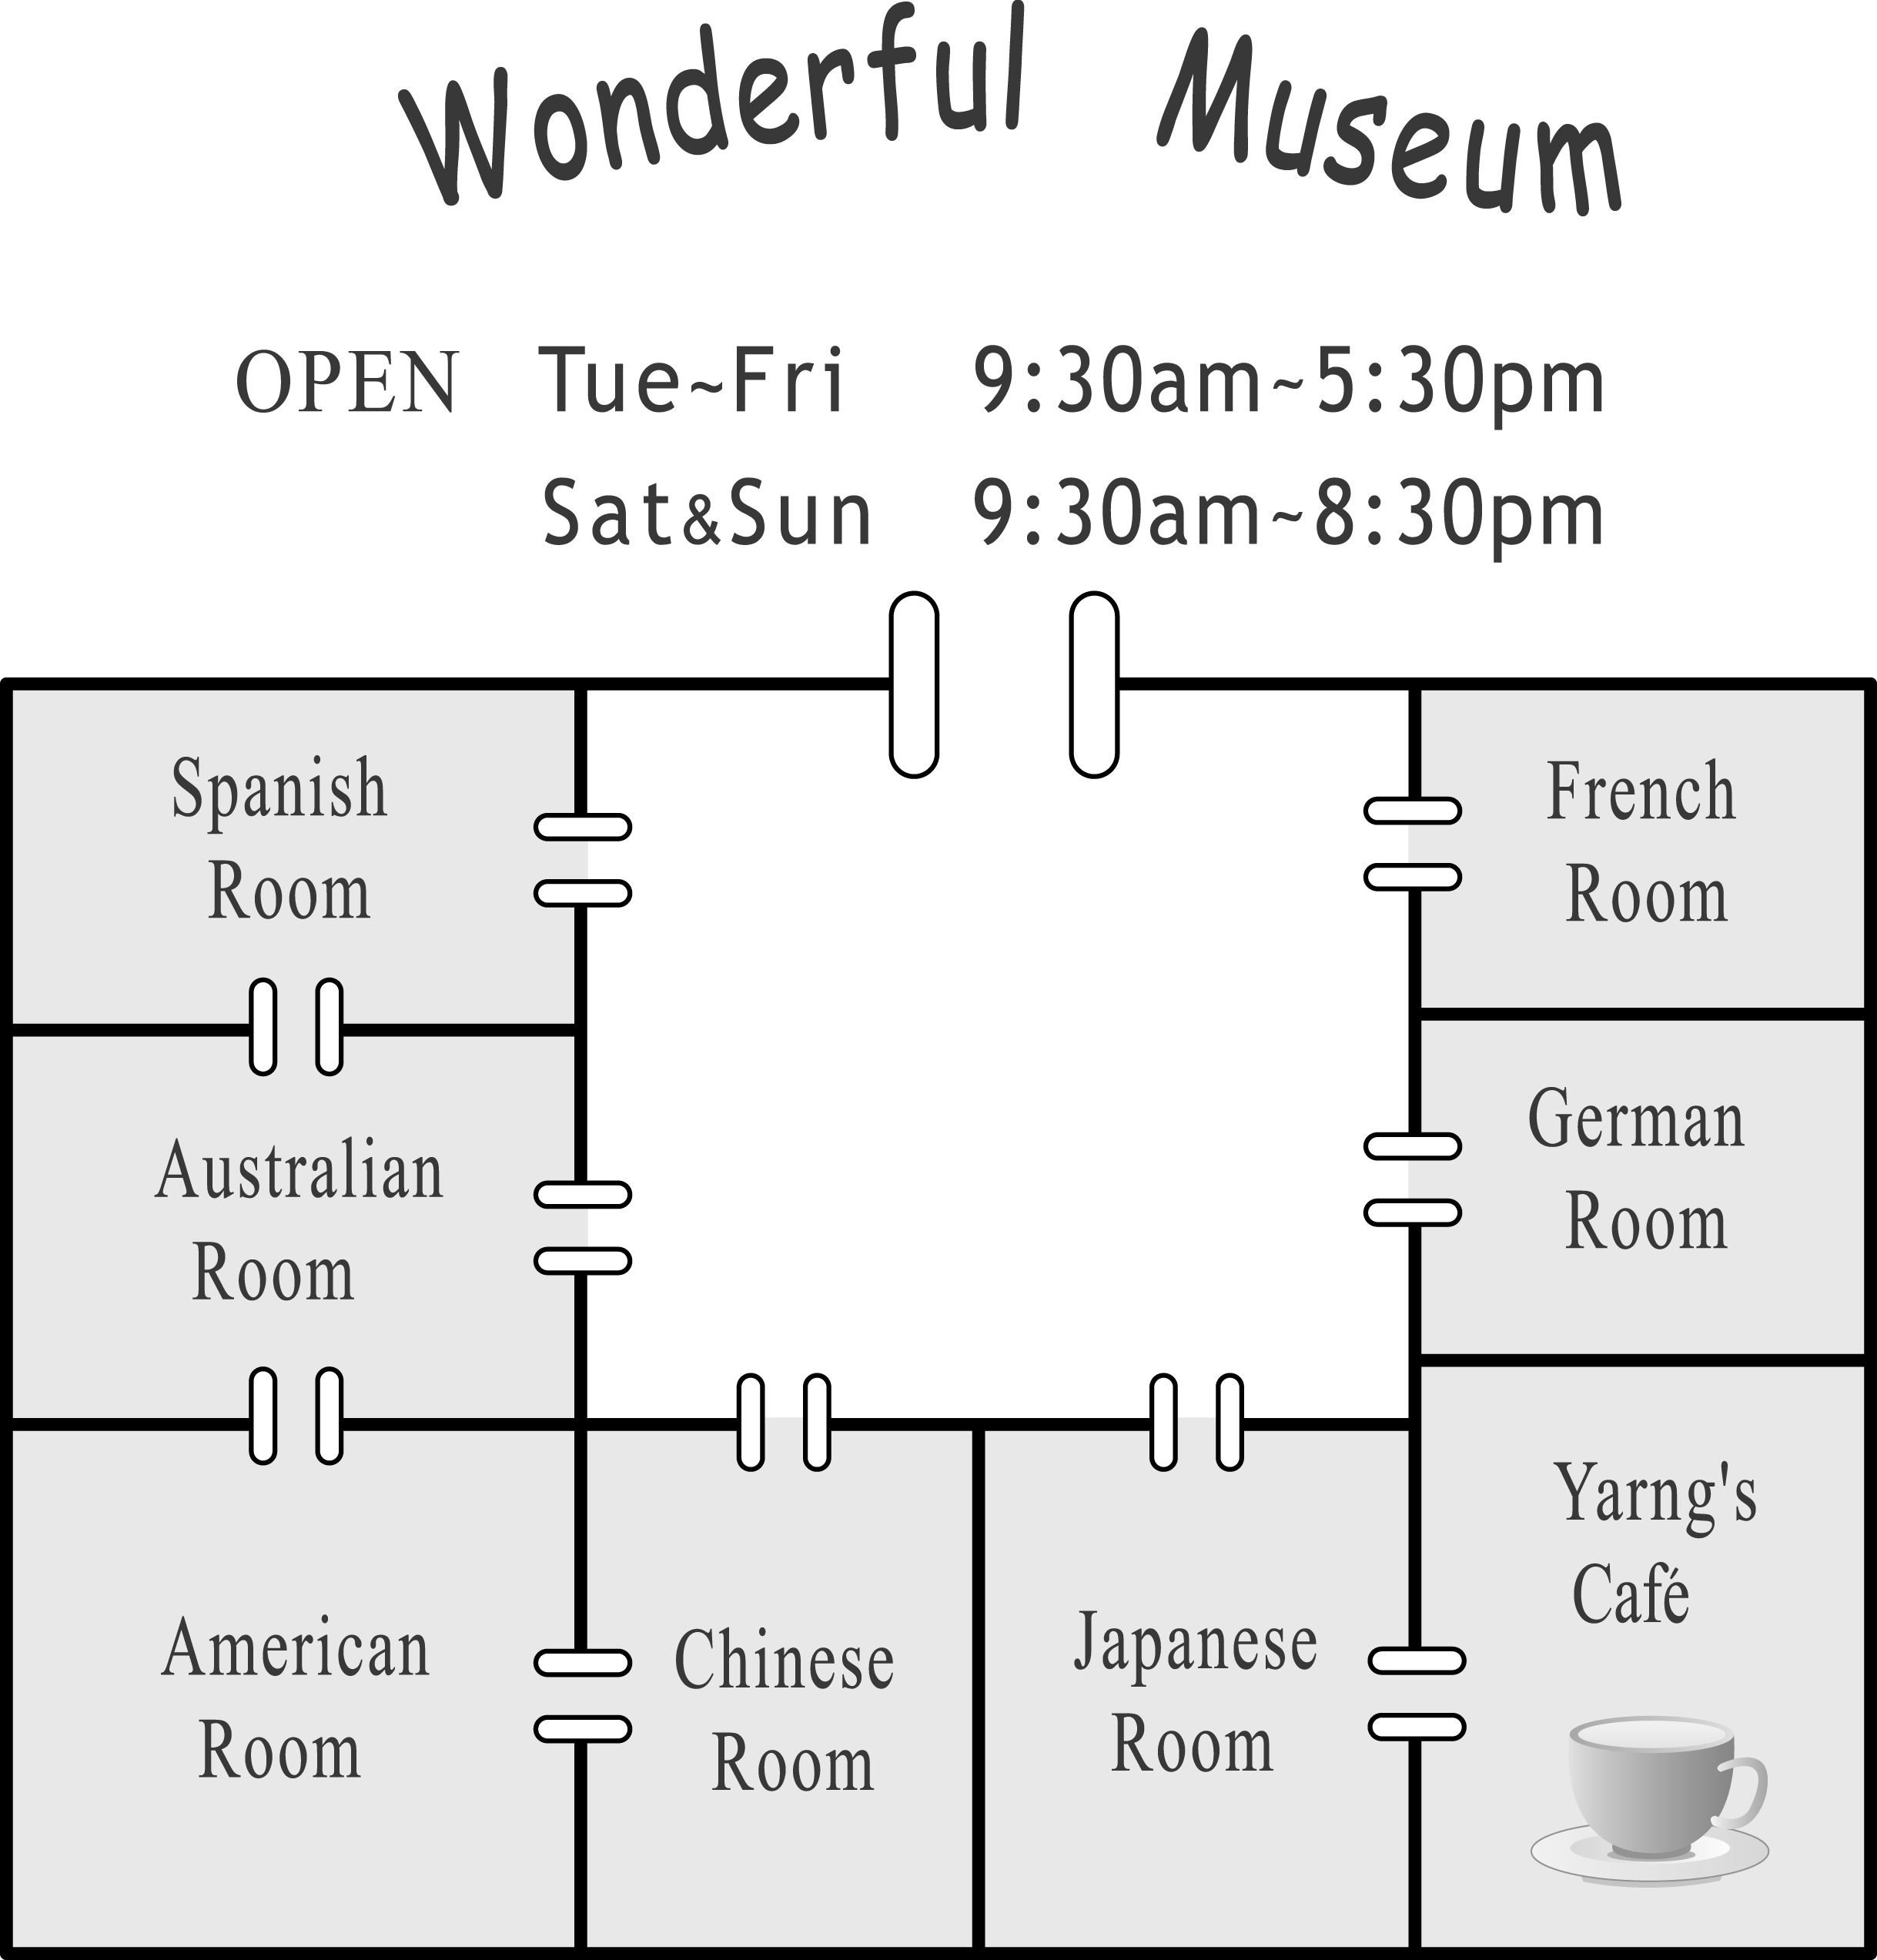 Wonderful Museum
OPEN Tue~Fri 9:30am~5:30pm
Sat&Sun 9:30am~8:30pm
Spanish
Room
French
Room
Australian
Room
German
Room
American
Room
Chinese
Room
Japanese
Room
Yarng's
Café